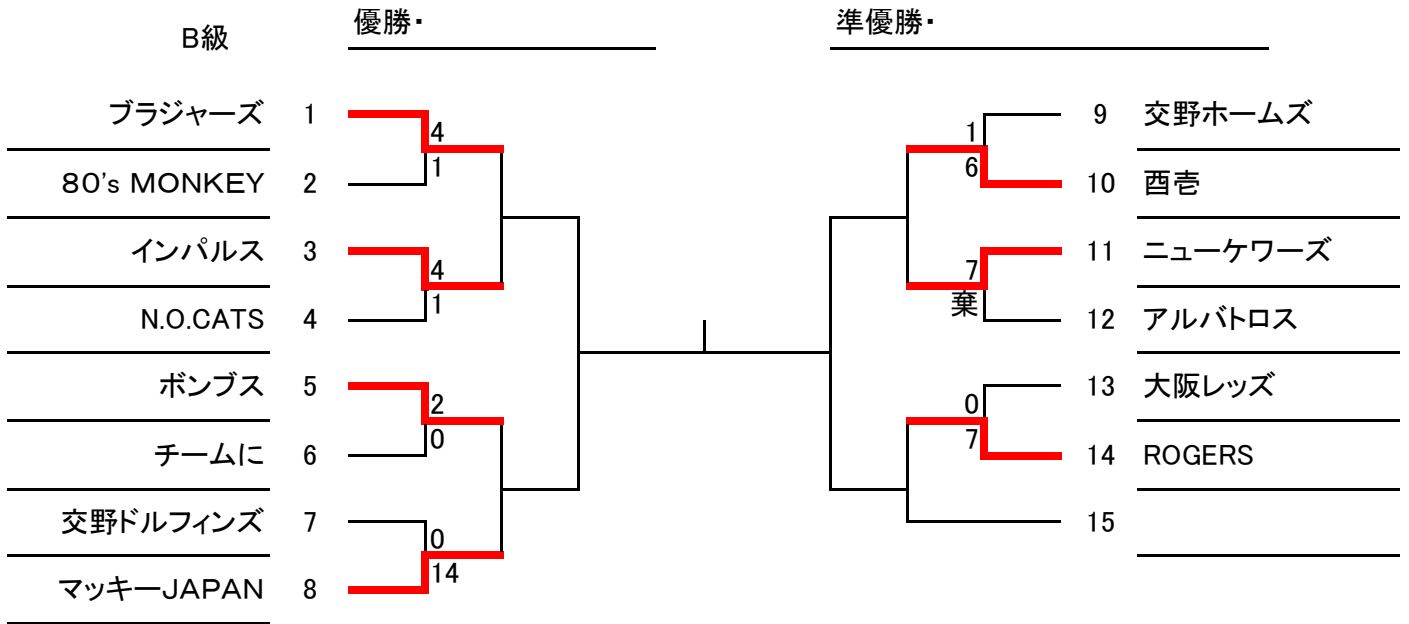 B級
優勝・
準優勝・
ブラジャーズ 1
80's MONKEY 2
インパルス 3
N.O.CATS 4
ボンブス 5
チームに 6
交野ドルフィンズ 7
マッキーJAPAN 8
4
1
4
1
2
0
0
14
1
6
7
棄
0
7
9 交野ホームズ
10 酉壱
11 ニューケワーズ
12 アルバトロス
13 大阪レッズ
14 ROGERS
15